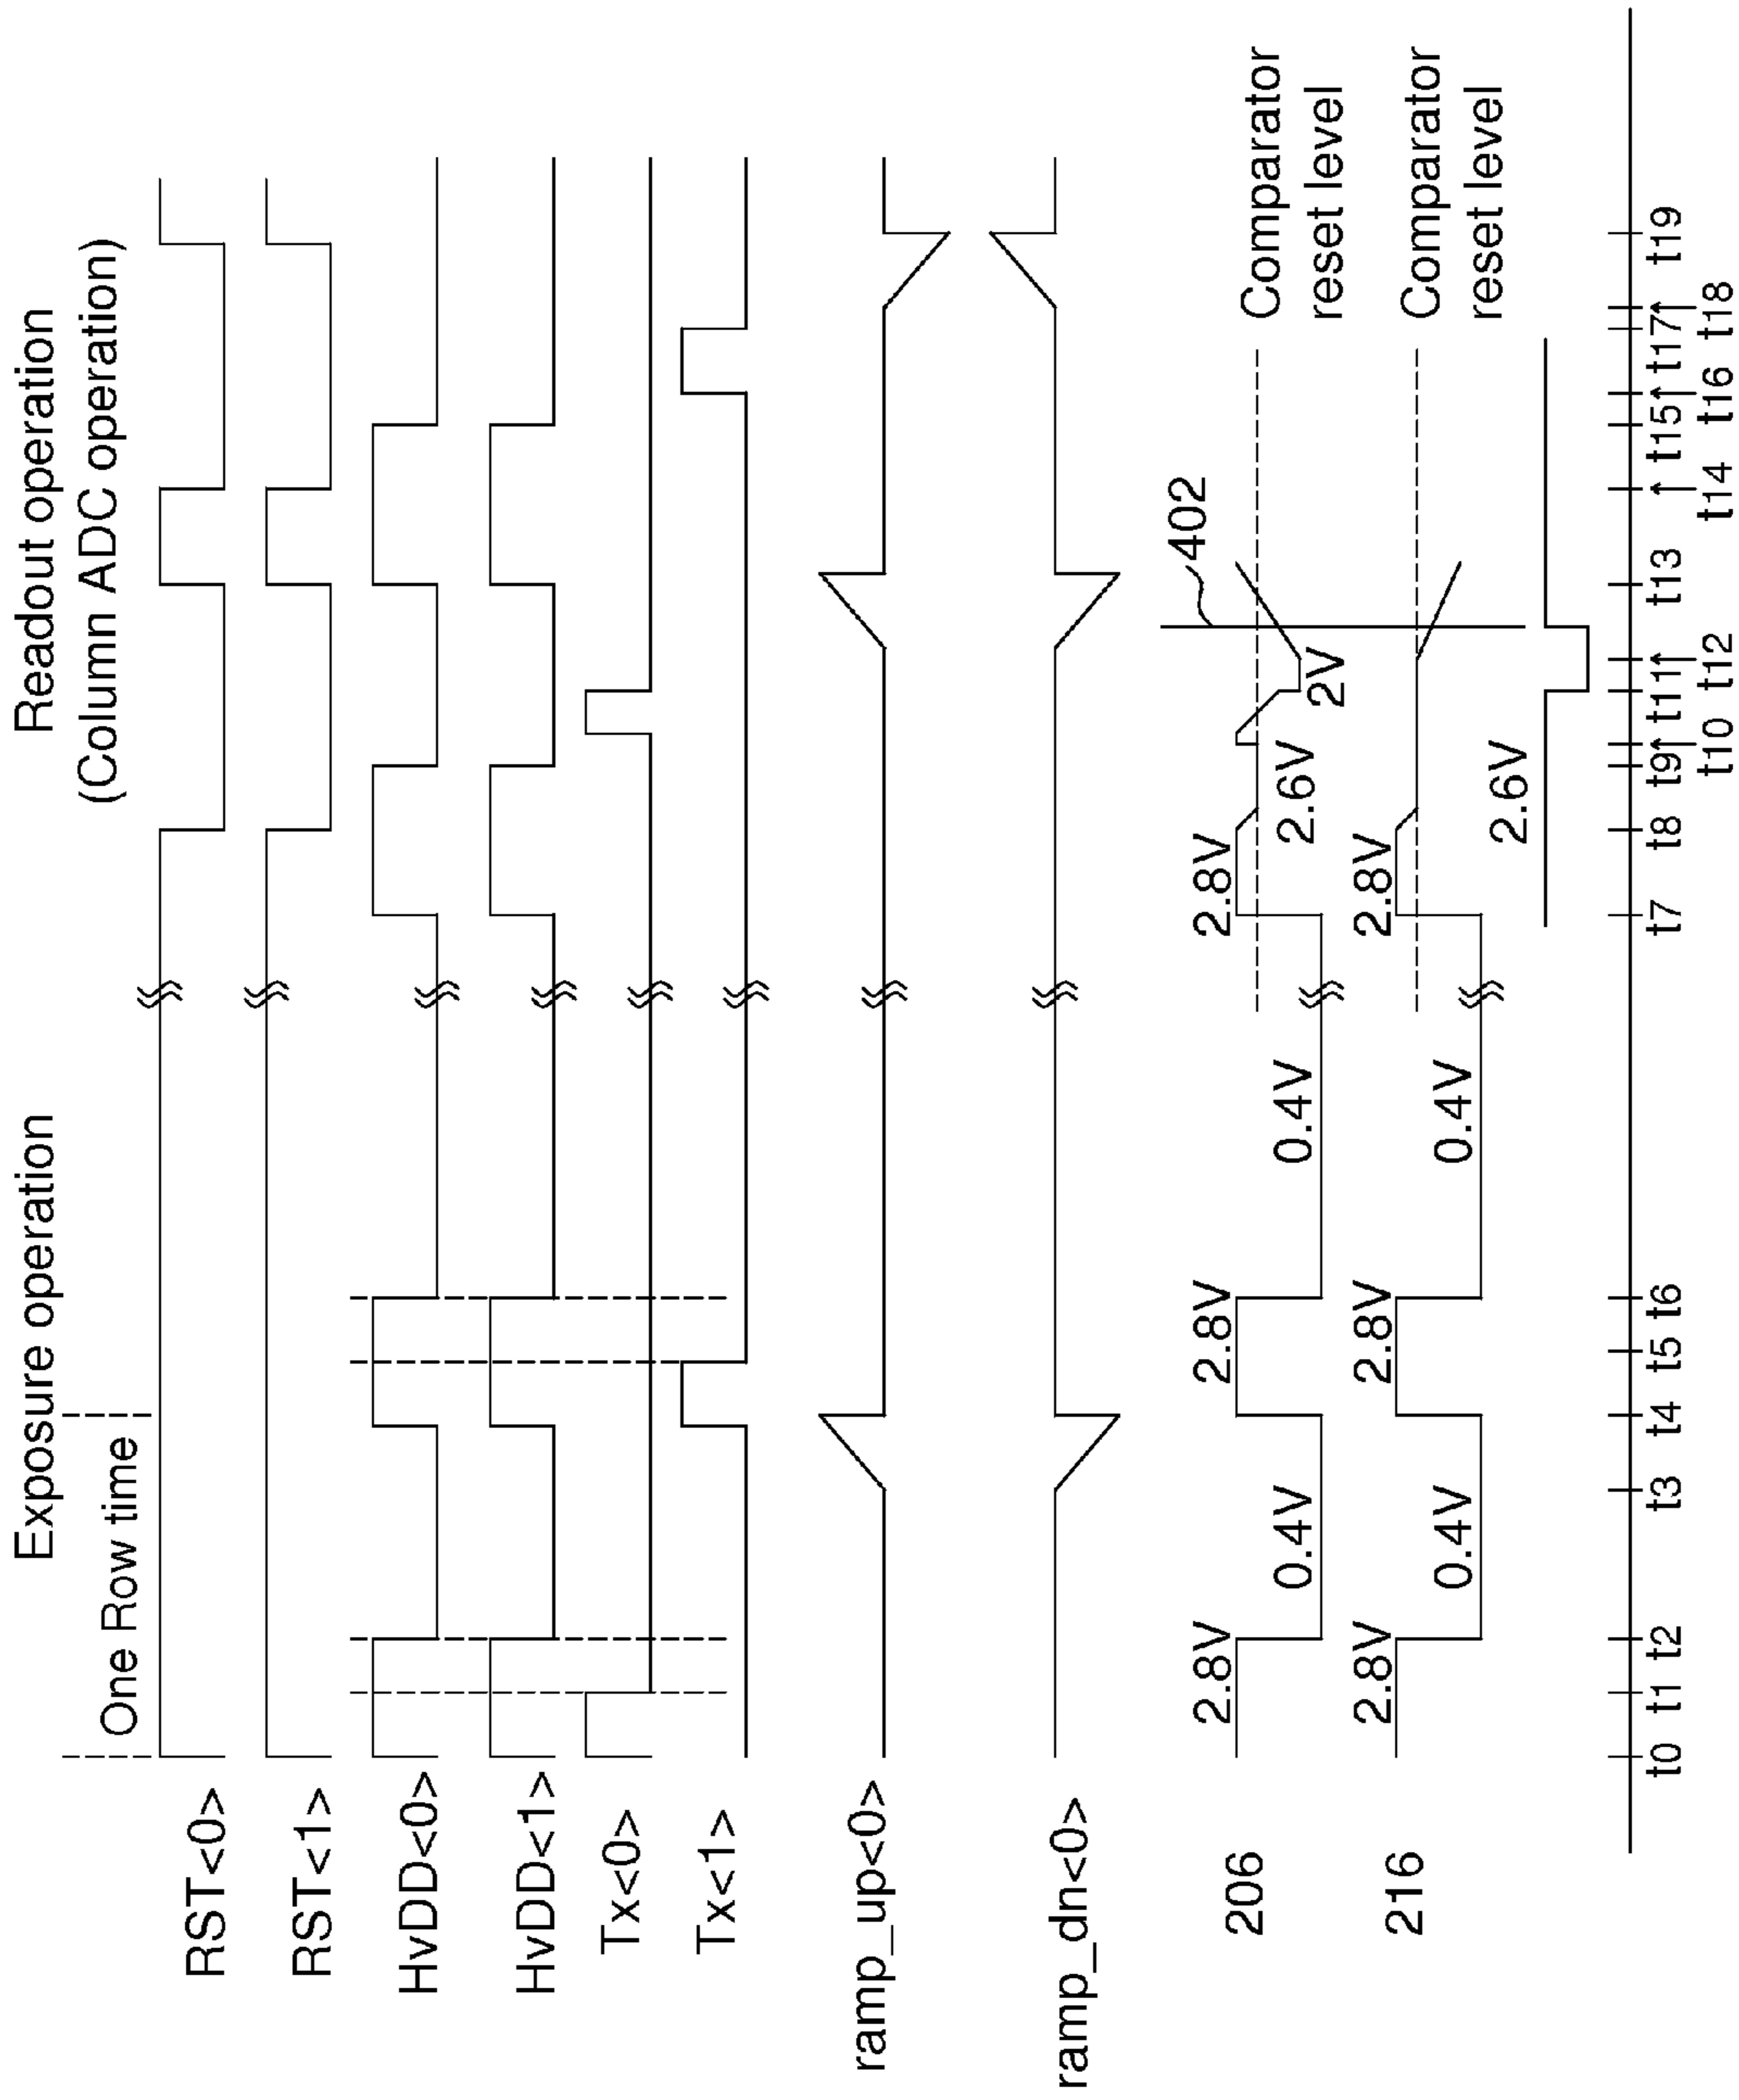 Exposure operation
Readout operation
(Column ADC operation)
One Row time
RST<0>
RST<1>
HvDD<0>
HvDD<1>
Tx<0>
Tx<1>
ramp_up<0>
ramp_dn<0>
402
206
2.8V
0.4V
2.8V
0.4V
2.8V
2.6V
2V
Comparator
reset level
216
2.8V
0.4V
2.8V
0.4V
2.8V
2.6V
Comparator
reset level
t0 t1 t2 t3 t4 t5 t6 t7 t8 t9 t11 t13 t15 t17 t19
t10 t12 t14 t16 t18